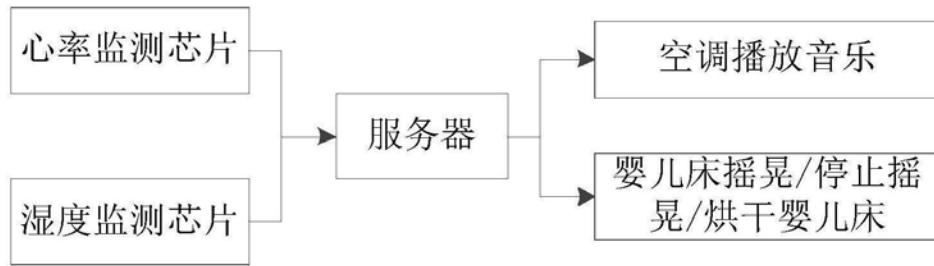 心率监测芯片
湿度监测芯片
服务器
空调播放音乐
婴儿床摇晃/停止摇
晃/烘干婴儿床